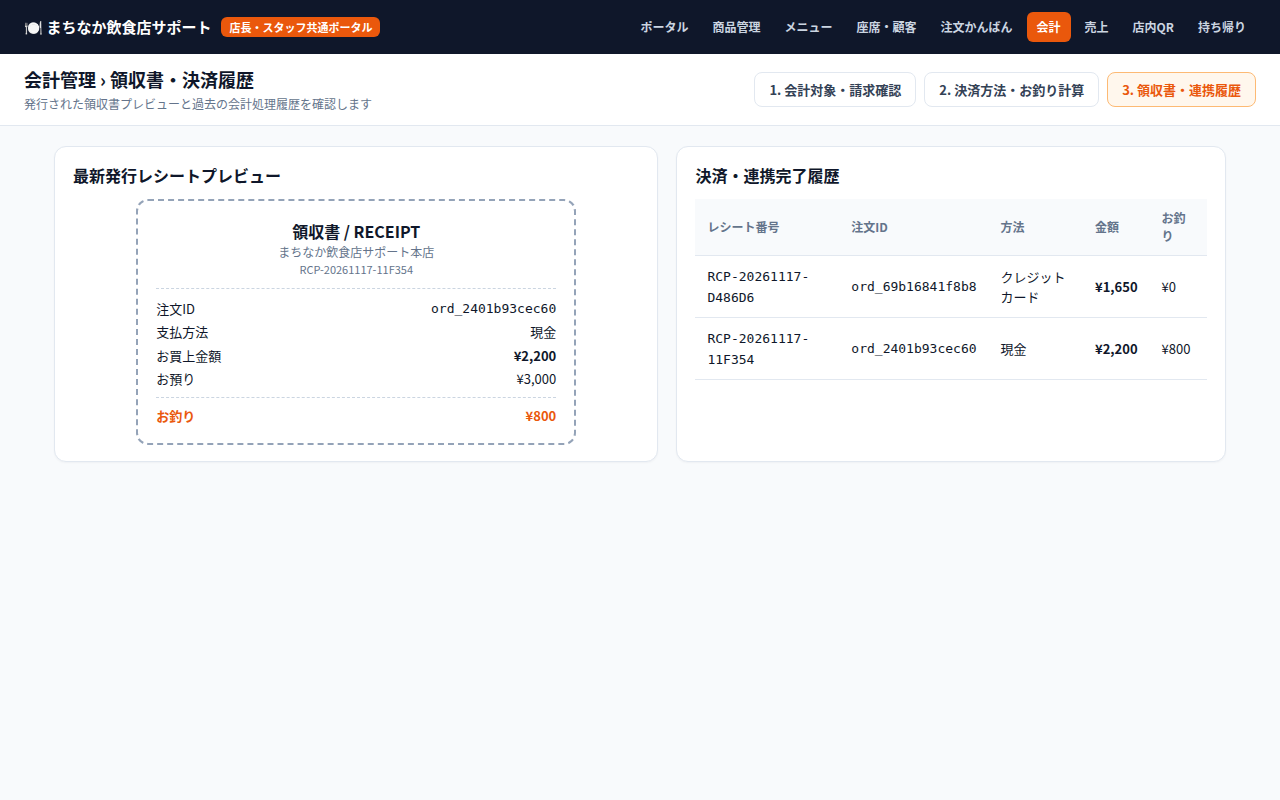 🍽️ まちなか飲食店サポート 店長・スタッフ共通ポータル ポータル 商品管理 メニュー 座席・顧客 注文かんばん 会計 売上 店内QR 持ち帰り
会計管理 › 領収書・決済履歴
発行された領収書プレビューと過去の会計処理履歴を確認します
1. 会計対象・請求確認 2. 決済方法・お釣り計算 3. 領収書・連携履歴
最新発行レシートプレビュー
領収書 / RECEIPT
まちなか飲食店サポート本店
RCP-20261117-11F354
注文ID ord_2401b93cec60
支払方法 現金
お買上金額 ¥2,200
お預り ¥3,000
お釣り ¥800
決済・連携完了履歴
レシート番号 注文ID 方法 金額 お釣
り
RCP-20261117-
D486D6 ord_69b16841f8b8 クレジット
カード ¥1,650 ¥0
RCP-20261117-
11F354 ord_2401b93cec60 現金 ¥2,200 ¥800